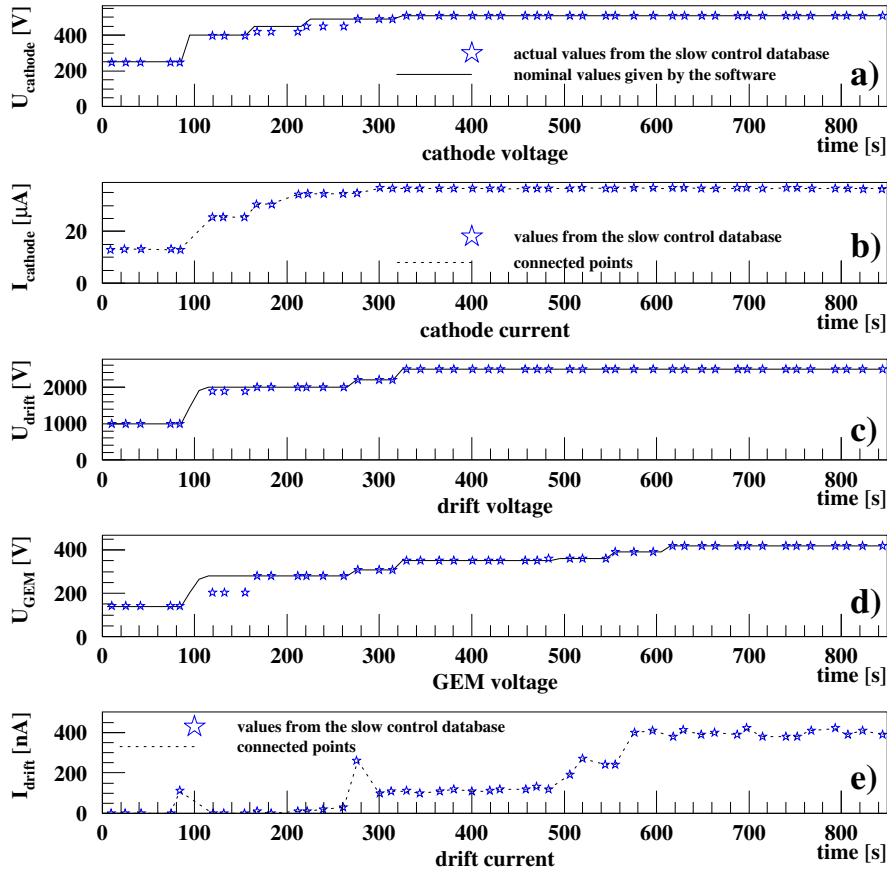 U_cathode [V]
400
200
0
actual values from the slow control database
nominal values given by the software
a)
0 100 200 300 400 500 600 700 800
time [s]
cathode voltage
I_cathode [μA]
20
0
values from the slow control database
connected points
b)
0 100 200 300 400 500 600 700 800
time [s]
cathode current
U_drift [V]
2000
1000
0
c)
0 100 200 300 400 500 600 700 800
time [s]
drift voltage
U_GEM [V]
400
200
0
d)
0 100 200 300 400 500 600 700 800
time [s]
GEM voltage
I_drift [nA]
400
200
0
values from the slow control database
connected points
e)
0 100 200 300 400 500 600 700 800
time [s]
drift current